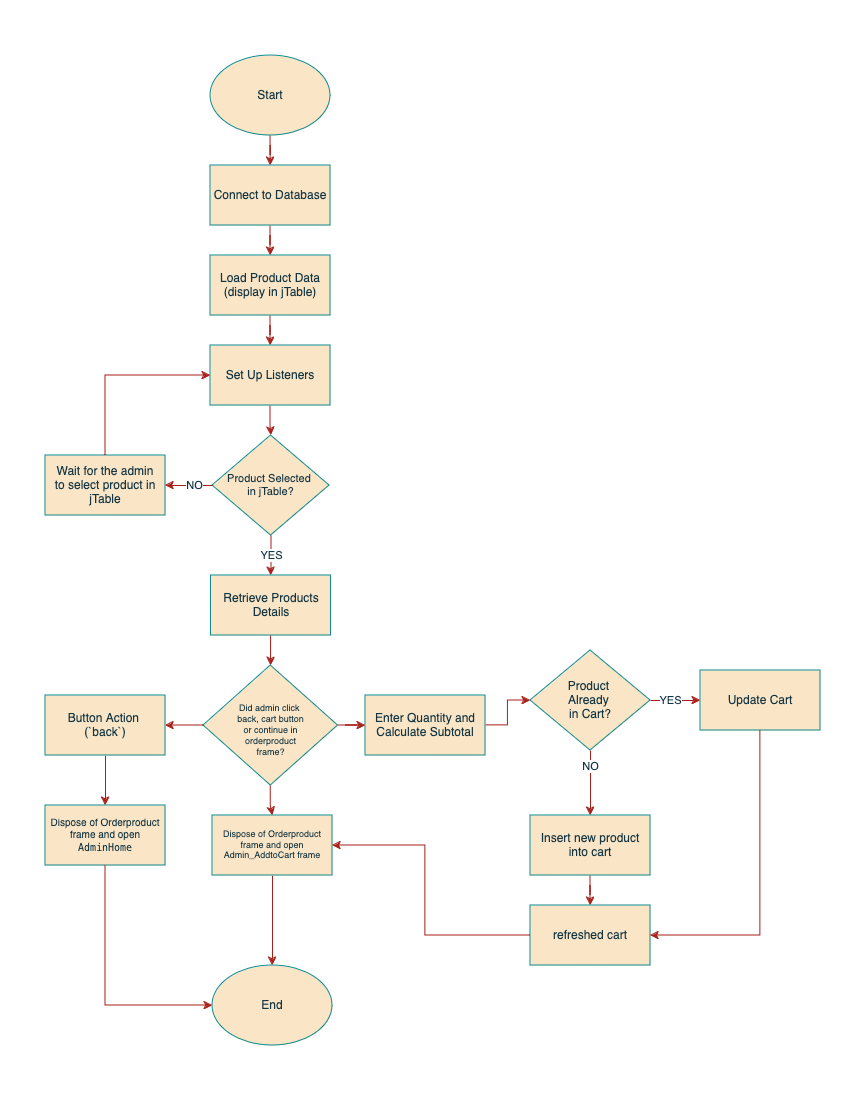 Start
Connect to Database
Load Product Data
(display in jTable)
Set Up Listeners
Wait for the admin
to select product in
jTable
NO
Product Selected
in jTable?
YES
Retrieve Products
Details
Button Action
(`back`)
Did admin click
back, cart button
or continue in
orderproduct
frame?
Enter Quantity and
Calculate Subtotal
Product
Already
in Cart?
YES
Update Cart
NO
Dispose of Orderproduct
frame and open
AdminHome
Dispose of Orderproduct
frame and open
Admin_AddtoCart frame
Insert new product
into cart
refreshed cart
End